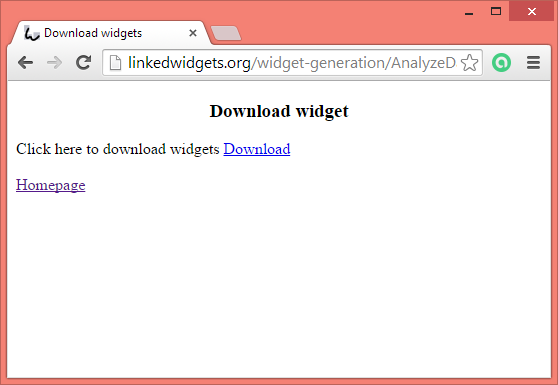 Download widgets
linkedwidgets.org/widget-generation/AnalyzeD
Download widget
Click here to download widgets Download
Homepage